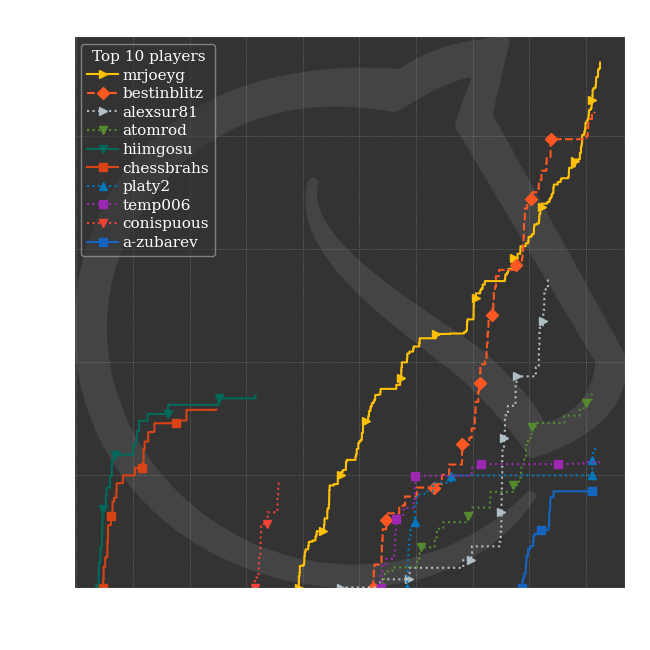 Top 10 players
mrjoeyg
bestinblitz
alexsur81
atomrod
hiimgosu
chessbrahs
platy2
temp006
conispuous
a-zubarev